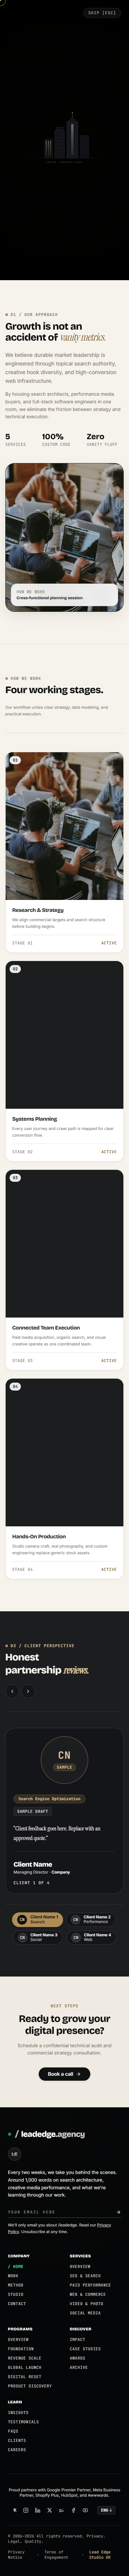 SKIP [ESC]
01 / OUR APPROACH
Growth is not an
accident of vanity metrics.
We believe durable market leadership is
engineered through topical search authority,
creative hook diversity, and high-conversion
web infrastructure.
By housing search architects, performance media
buyers, and full-stack software engineers in one
room, we eliminate the friction between strategy and
technical execution.
5
SERVICES
100%
CUSTOM CODE
Zero
VANITY FLUFF
HOW WE WORK
Cross-functional planning session
HOW WE WORK
Four working stages.
Our workflow unites clear strategy, data modeling, and
practical execution.
01
Research & Strategy
We align commercial targets and search structure
before building begins.
STAGE 01
ACTIVE
02
Systems Planning
Every user journey and crawl path is mapped for clear
conversion flow.
STAGE 02
ACTIVE
03
Connected Team Execution
Paid media acquisition, organic search, and visual
creative operate as one coordinated team.
STAGE 03
ACTIVE
04
Hands-On Production
Studio camera craft, real photography, and custom
engineering replace generic stock assets.
STAGE 04
ACTIVE
03 / CLIENT PERSPECTIVE
Honest
partnership reviews.
CN
SAMPLE
Search Engine Optimization
SAMPLE DRAFT
"Client feedback goes here. Replace with an
approved quote."
Client Name
Managing Director · Company
CLIENT 1 OF 4
CN
Client Name 1
Search
CN
Client Name 2
Performance
CN
Client Name 3
Social
CN
Client Name 4
Web
NEXT STEPS
Ready to grow your
digital presence?
Schedule a confidential technical audit and
commercial strategy consultation.
Book a call →
/ leadedge.agency
LE
Every two weeks, we take you behind the scenes.
Almost 1,000 words on search architecture,
creative media performance, and what we're
learning through our work.
YOUR EMAIL HERE
We'll only email you about /leadedge. Read our Privacy
Policy. Unsubscribe at any time.
COMPANY
/ HOME
WORK
METHOD
STUDIO
CONTACT
SERVICES
OVERVIEW
SEO & SEARCH
PAID PERFORMANCE
WEB & COMMERCE
VIDEO & PHOTO
SOCIAL MEDIA
PROGRAMS
OVERVIEW
FOUNDATION
REVENUE SCALE
GLOBAL LAUNCH
DIGITAL RESET
PRODUCT DISCOVERY
DISCOVER
IMPACT
CASE STUDIES
AWARDS
ARCHIVE
LEARN
INSIGHTS
TESTIMONIALS
FAQS
CLIENTS
CAREERS
Proud partners with Google Premier Partner, Meta Business
Partner, Shopify Plus, HubSpot, and Awwwards.
ENG
Legal. Quality.
Privacy
Notice
Terms of
Engagement
Lead Edge
Studio UK